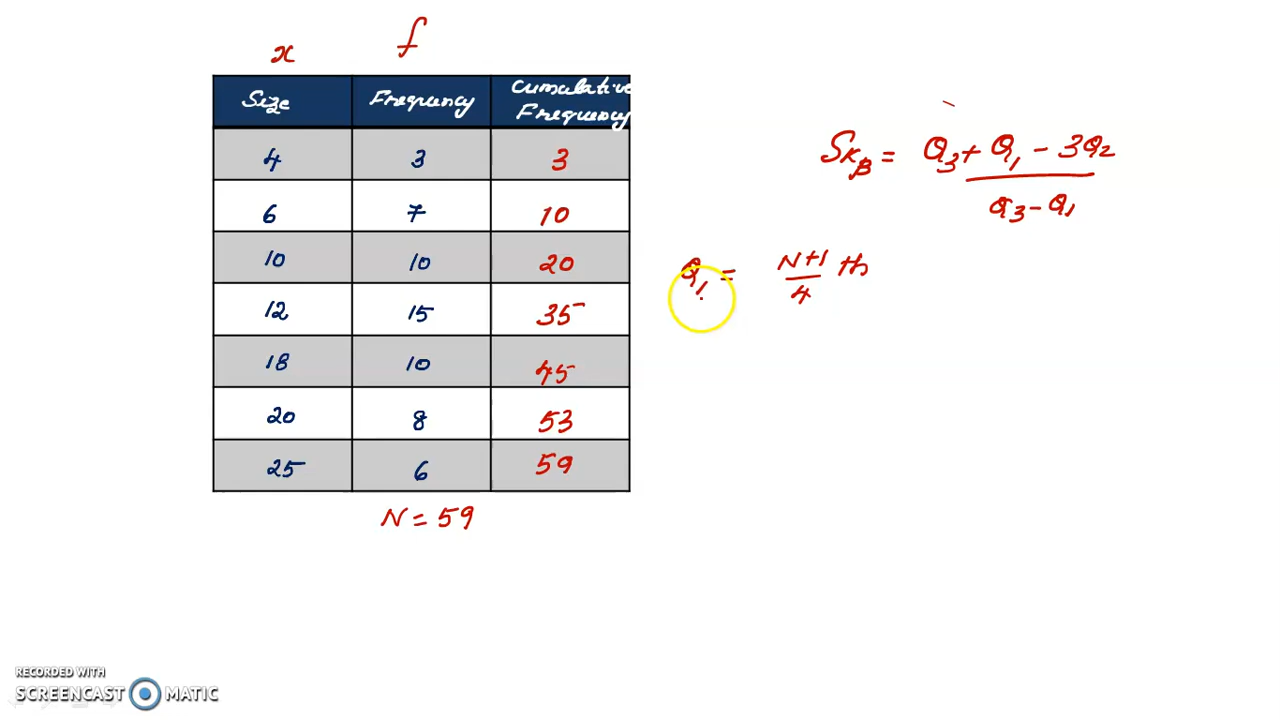 x f
Size Frequency Cumulative Frequency
4 3 3
6 7 10
10 10 20
12 15 35
18 10 45
20 8 53
25 6 59
N = 59
SKβ = Q3 + Q1 - 3Q2
Q3 - Q1
Q1 = N+1 th
4
RECORDED WITH
SCREENCAST MATIC